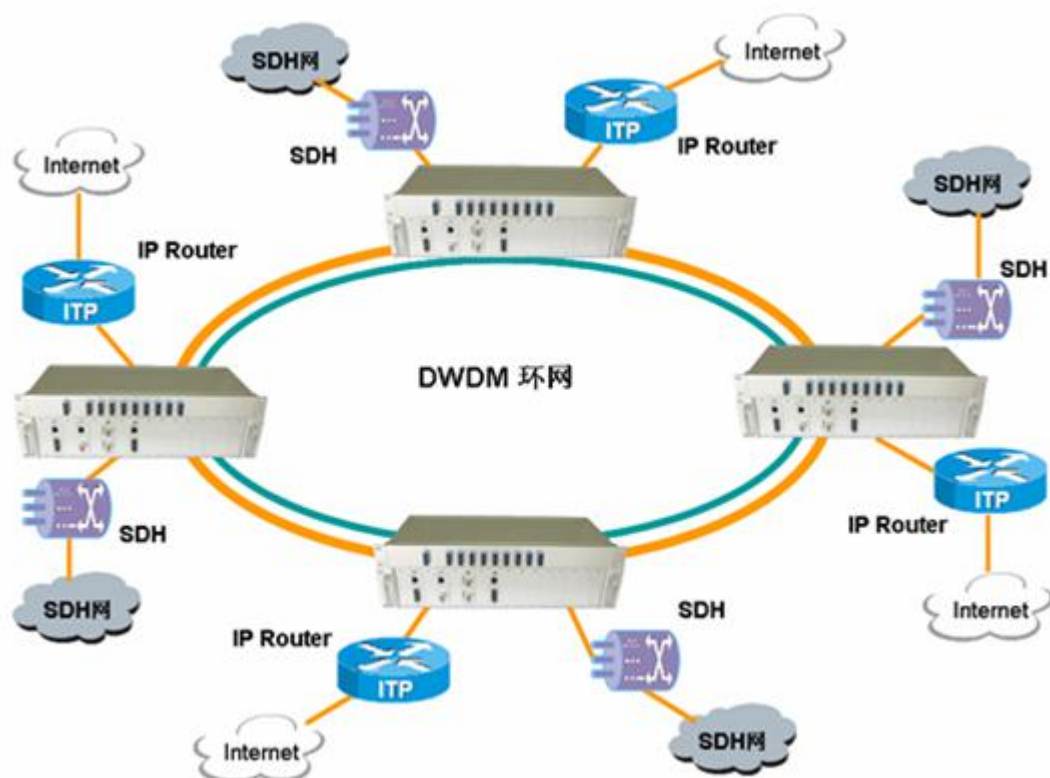 SDH网
Internet
SDH
ITP
IP Router
Internet
IP Router
ITP
SDH网
SDH
DWDM 环网
SDH
SDH网
ITP
IP Router
Internet
IP Router
ITP
Internet
SDH
SDH网